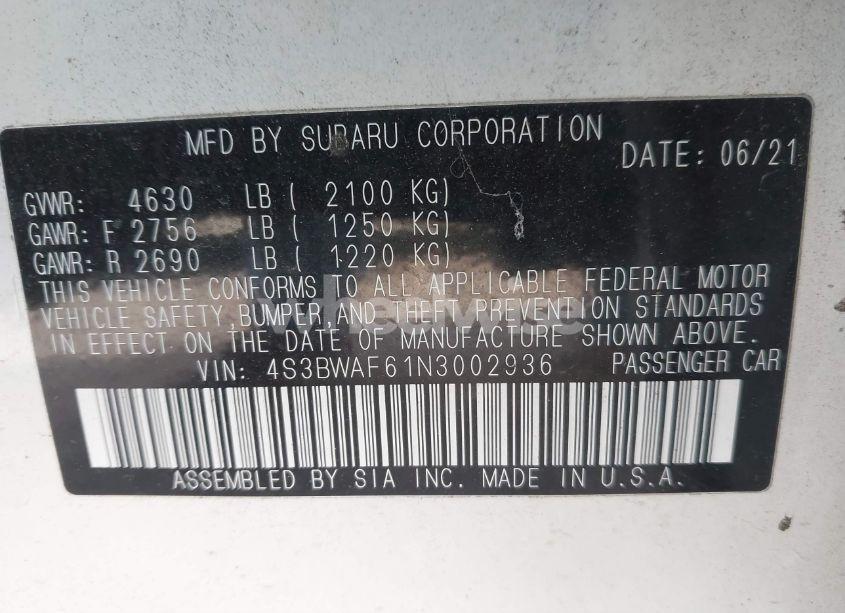 MFD BY SUBARU CORPORATION
DATE: 06/21
GVWR: 4630 LB ( 2100 KG)
GAWR: F 2756 LB ( 1250 KG)
GAWR: R 2690 LB ( 1220 KG)
THIS VEHICLE CONFORMS TO ALL APPLICABLE FEDERAL MOTOR
VEHICLE SAFETY,BUMPER,AND THEFT PREVENTION STANDARDS
IN EFFECT ON THE DATE OF MANUFACTURE SHOWN ABOVE.
VIN: 4S3BWAF61N3002936 PASSENGER CAR
ASSEMBLED BY SIA INC. MADE IN U.S.A.